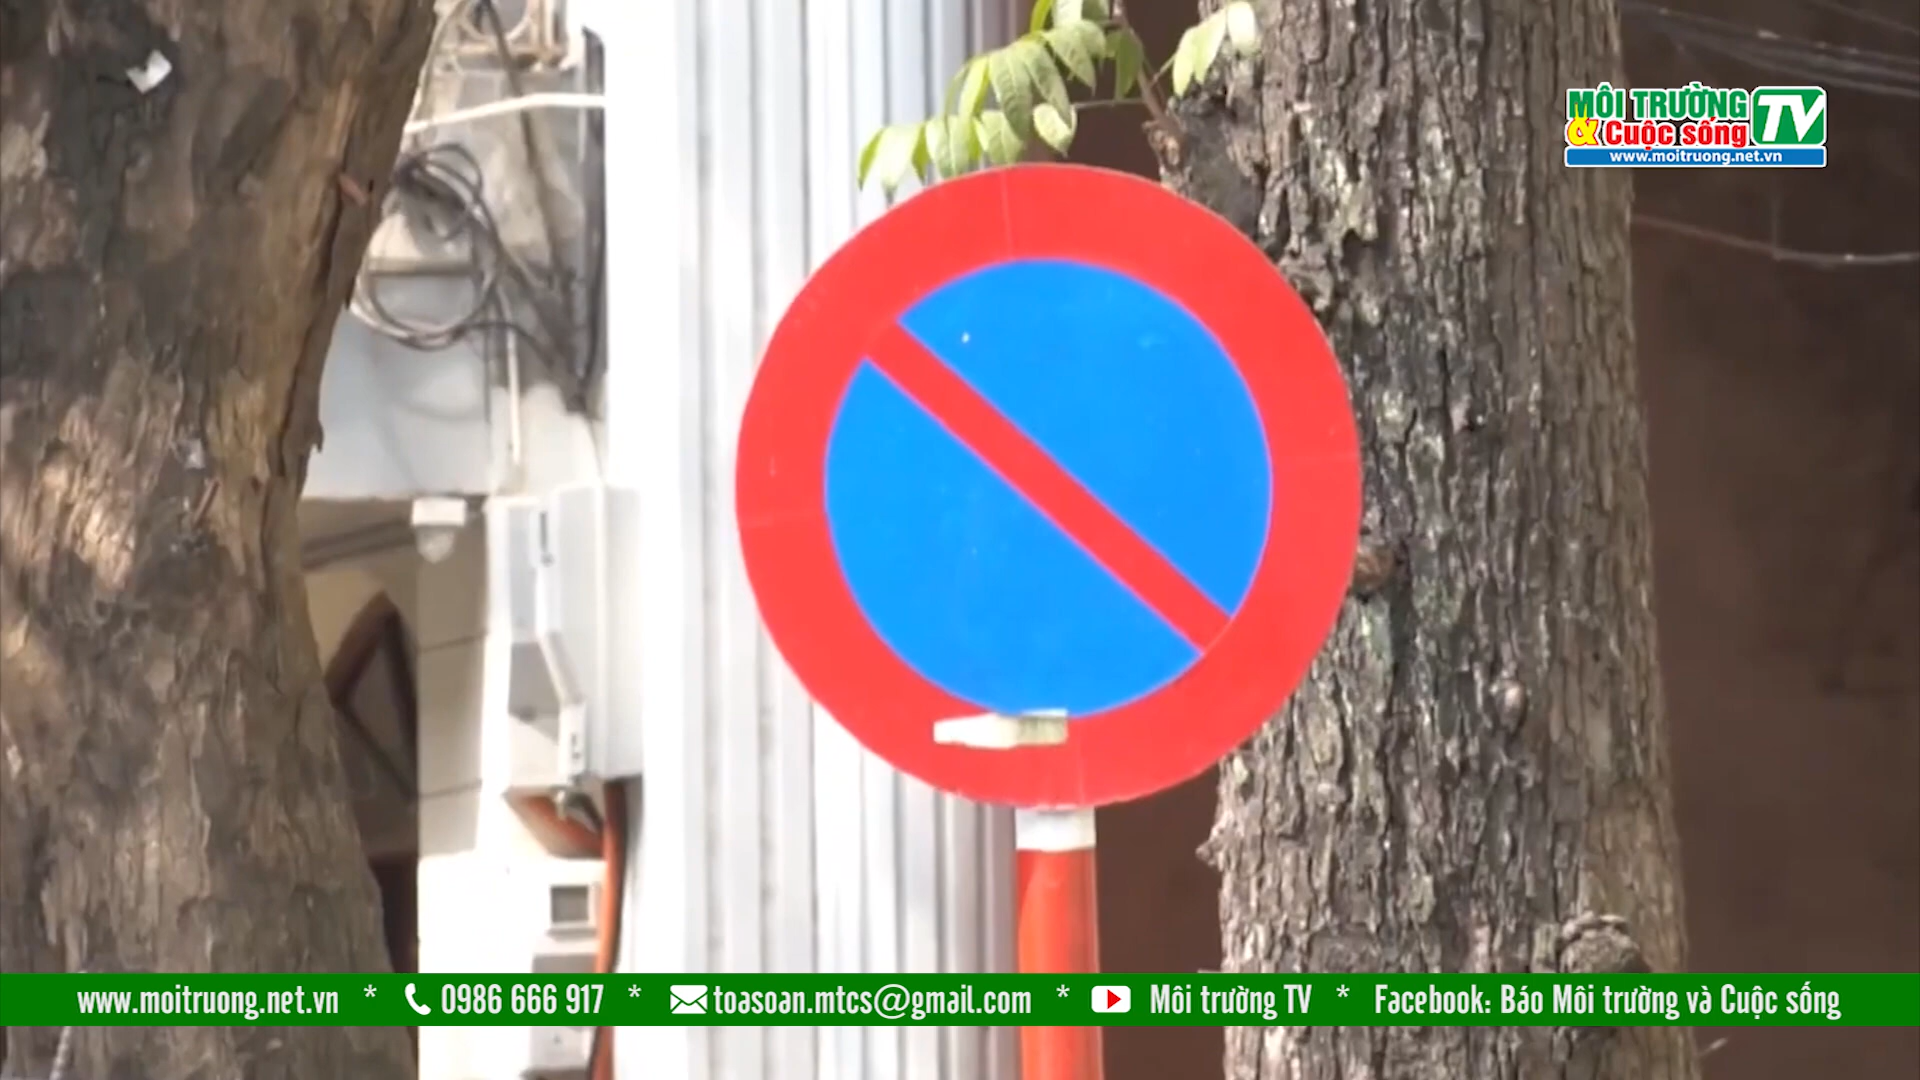 MÔI TRƯỜNG
& Cuộc sống TV
www.moitruong.net.vn
www.moitruong.net.vn * 0986 666 917 * toasoan.mtcs@gmail.com * Môi trường TV * Facebook: Báo Môi trường và Cuộc sống